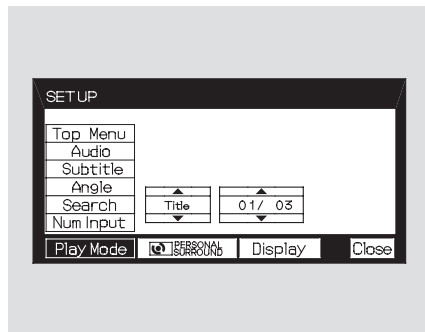 SETUP
Top Menu
Audio
Subtitle
Angle
Search
Num Input
Title
01/ 03
Play Mode
PERSONAL
SURROUND
Display
Close